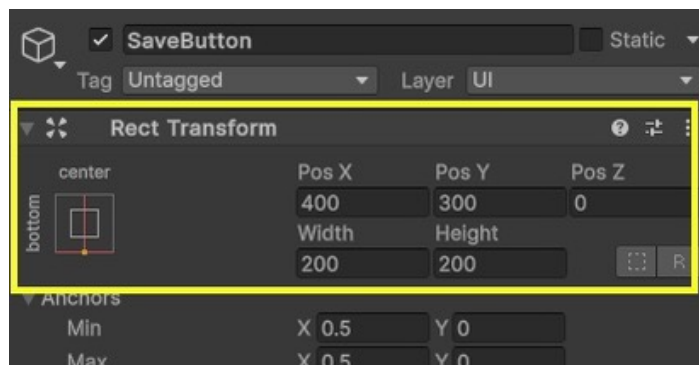 SaveButton Static
Tag Untagged Layer UI
Rect Transform
center Pos X Pos Y Pos Z
bottom 400 300 0
Width Height
200 200 R
Anchors
Min X 0.5 Y 0
Max X 0.5 Y 0